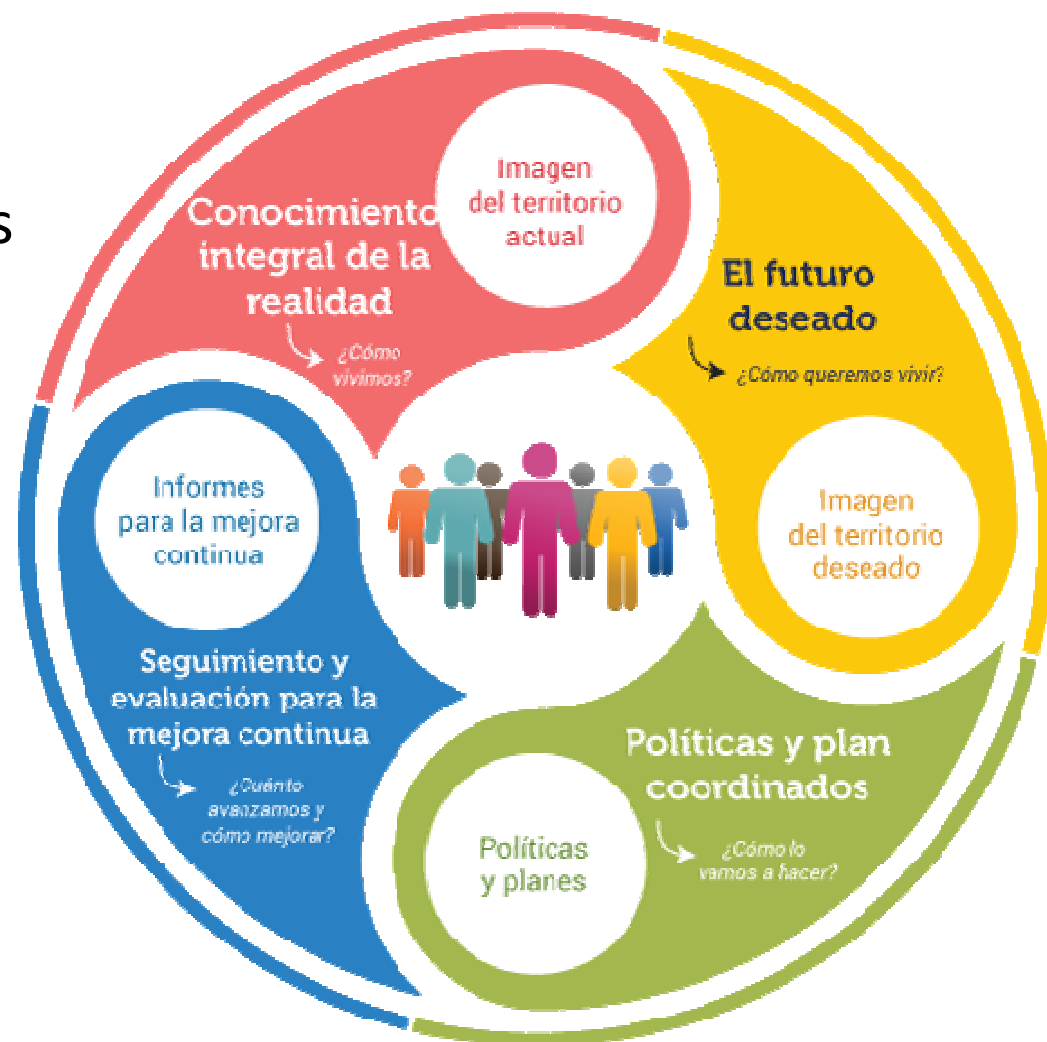 s
Conocimiento
integral de la
realidad
¿Cómo
vivimos?
Imagen
del territorio
actual
El futuro
deseado
¿Cómo queremos vivir?
Imagen
del territorio
deseado
Políticas y plan
coordinados
¿Cómo lo
vamos a hacer?
Políticas
y planes
Seguimiento y
evaluación para la
mejora continua
¿Cuánto
avanzamos y
cómo mejorar?
Informes
para la mejora
continua